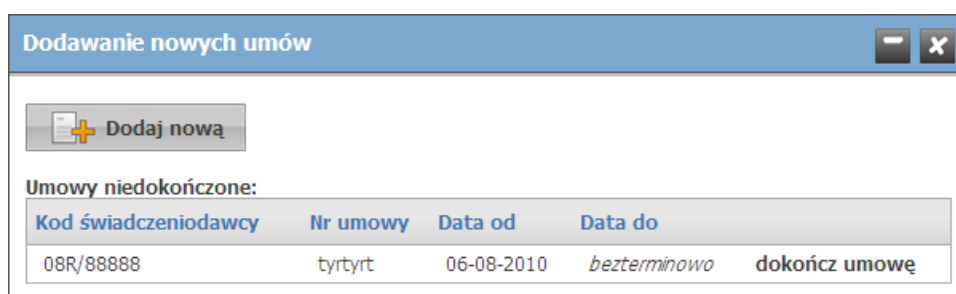 Dodawanie nowych umów
Dodaj nową
Umowy niedokończone:
Kod świadczeniodawcy Nr umowy Data od Data do
08R/88888 tyrtyrt 06-08-2010 bezterminowo dokończ umowę